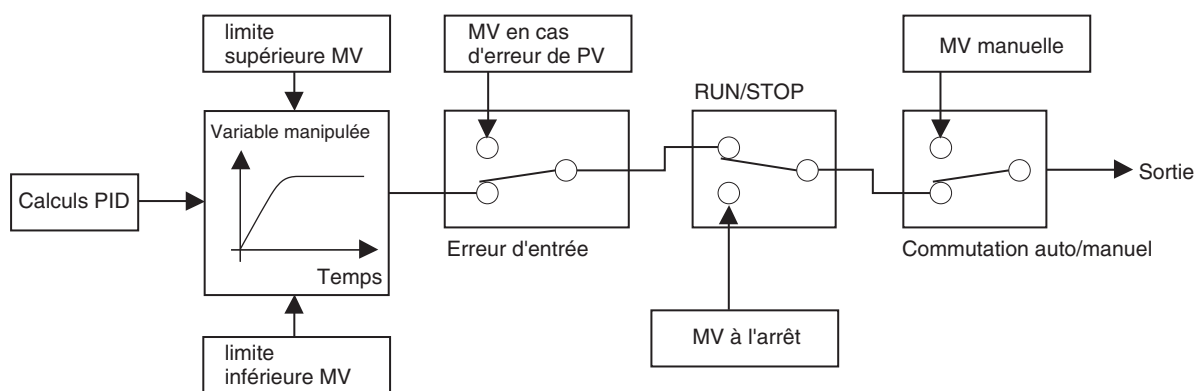 limite
supérieure MV
MV en cas
d'erreur de PV
MV manuelle
RUN/STOP
Variable manipulée
Calculs PID
Sortie
Temps
Erreur d'entrée
Commutation auto/manuel
MV à l'arrêt
limite
inférieure MV